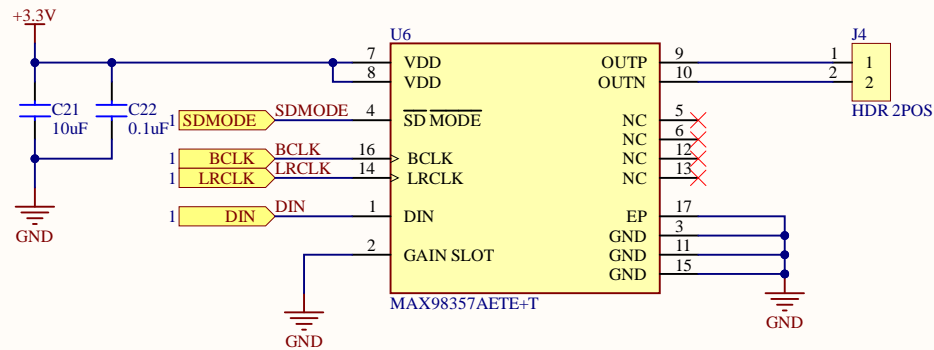 +3.3V
U6
J4
7 VDD
8 VDD
OUTP 9
OUTN 10
1 1
2 2
HDR 2POS
C21
10uF
C22
0.1uF
1 SDMODE SDMODE 4 SD MODE
NC 5
NC 6
NC 12
NC 13
1 BCLK BCLK 16 BCLK
1 LRCLK LRCLK 14 LRCLK
1 DIN DIN 1 DIN
2 GAIN SLOT
EP 17
GND 3
GND 11
GND 15
GND
GND
GND
MAX98357AETE+T